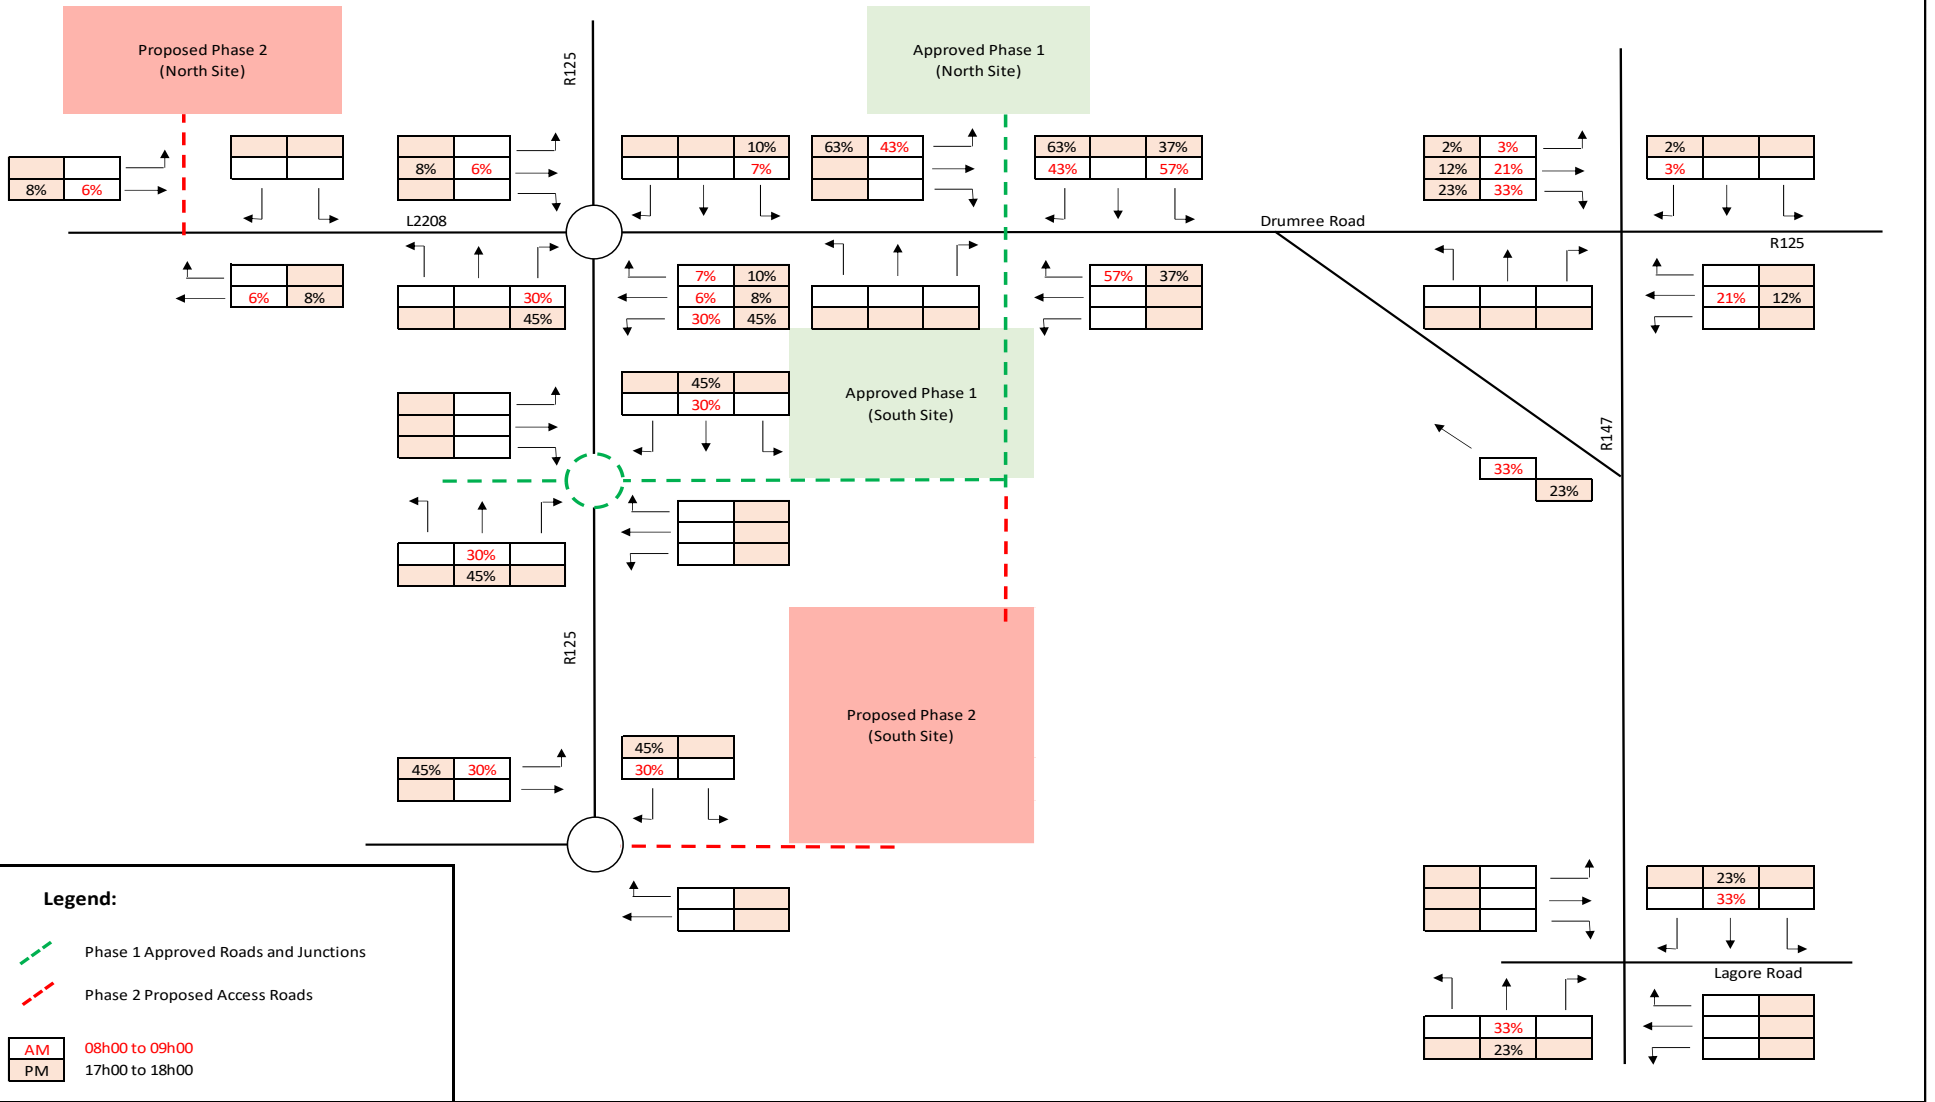 Proposed Phase 2
(North Site)
R125
Approved Phase 1
(North Site)
10%
7%
63% 43%
63% 37%
43% 57%
2% 3%
12% 21%
23% 33%
2%
3%
8% 6%
8% 6%
L2208
Drumree Road
R125
6% 8%
30%
45%
7% 10%
6% 8%
30% 45%
57% 37%
21% 12%
45%
30%
Approved Phase 1
(South Site)
R147
33%
23%
30%
45%
R125
Proposed Phase 2
(South Site)
45% 30%
45%
30%
23%
33%
Lagore Road
33%
23%
Legend:
Phase 1 Approved Roads and Junctions
Phase 2 Proposed Access Roads
AM 08h00 to 09h00
PM 17h00 to 18h00